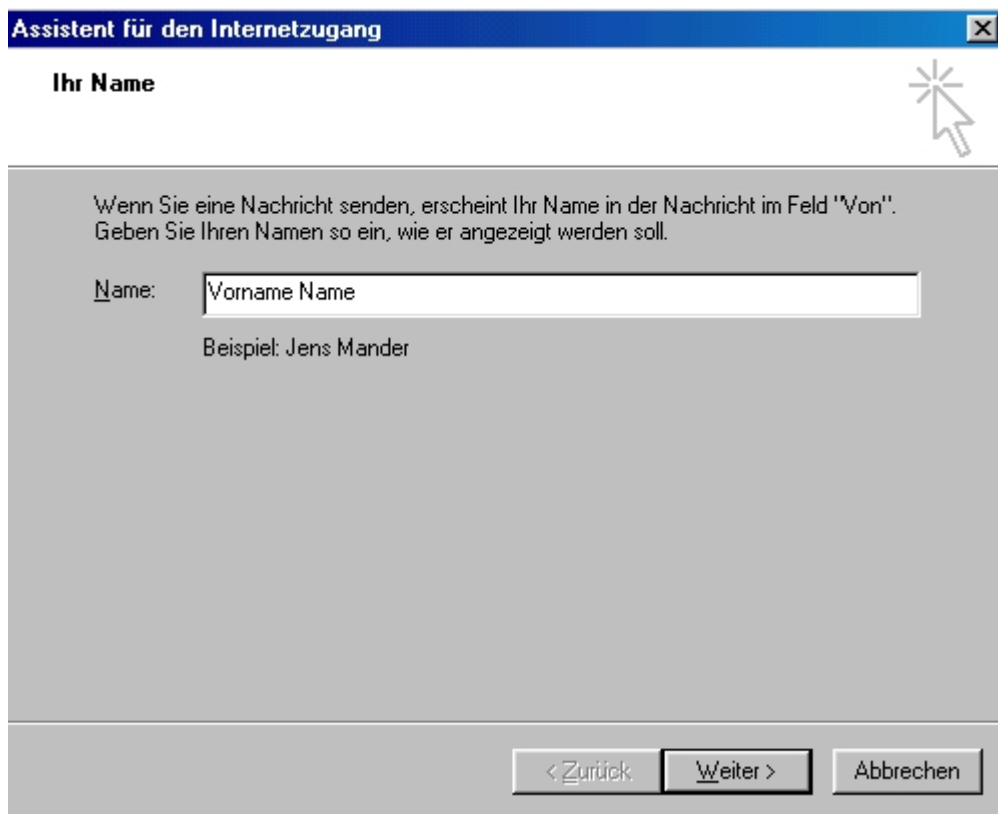 Assistent für den Internetzugang
Ihr Name
Wenn Sie eine Nachricht senden, erscheint Ihr Name in der Nachricht im Feld "Von".
Geben Sie Ihren Namen so ein, wie er angezeigt werden soll.
Name: Vorname Name
Beispiel: Jens Mander
< Zurück Weiter > Abbrechen